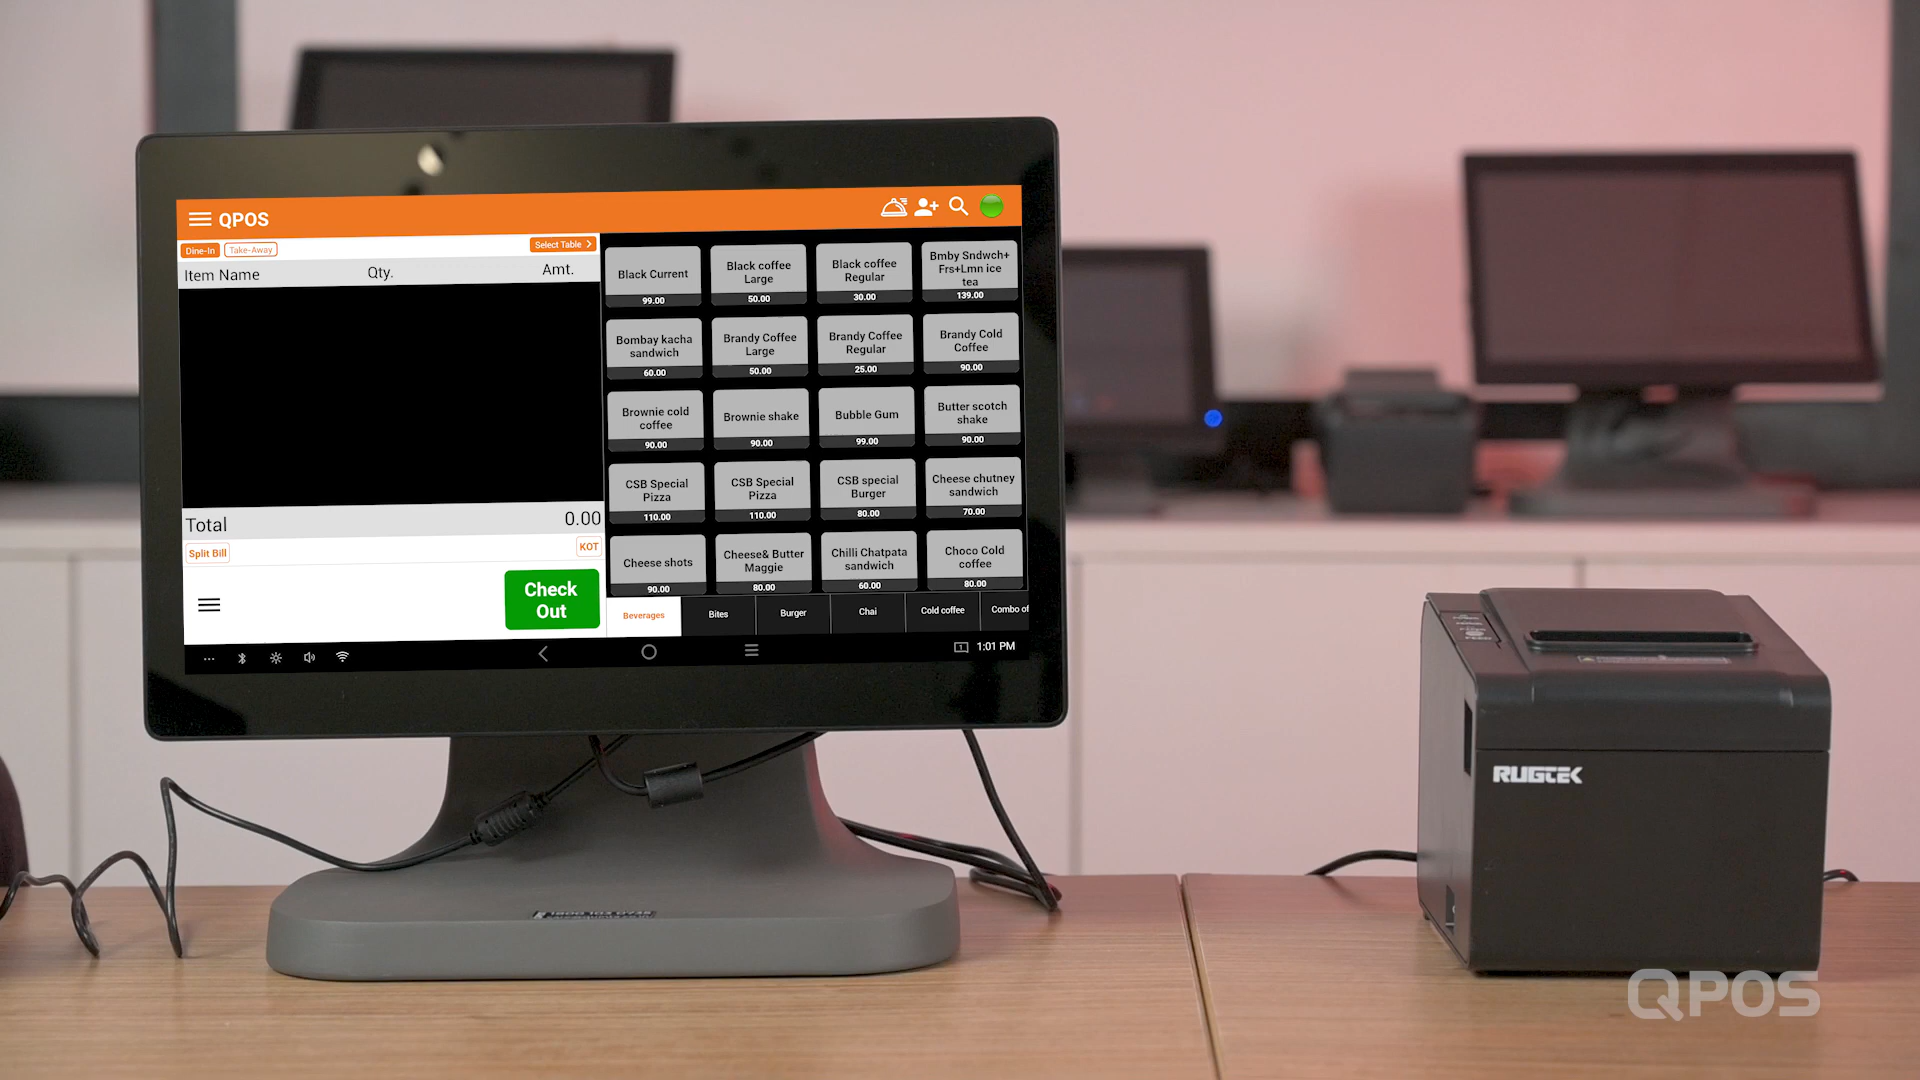 QPOS
Dine-In
Take-Away
Select Table >
Item Name
Qty.
Amt.
Total
0.00
Split Bill
KOT
Check
Out
Black Current
99.00
Black coffee
Large
50.00
Black coffee
Regular
30.00
Bmby Sndwch+
Frs+Lmn ice
tea
139.00
Bombay kacha
sandwich
60.00
Brandy Coffee
Large
50.00
Brandy Coffee
Regular
25.00
Brandy Cold
Coffee
90.00
Brownie cold
coffee
90.00
Brownie shake
90.00
Bubble Gum
99.00
Butter scotch
shake
90.00
CSB Special
Pizza
110.00
CSB Special
Pizza
110.00
CSB special
Burger
80.00
Cheese chutney
sandwich
70.00
Cheese shots
90.00
Cheese& Butter
Maggie
80.00
Chilli Chatpata
sandwich
60.00
Choco Cold
coffee
80.00
Beverages
Bites
Burger
Chai
Cold coffee
Combo of
1
1:01 PM
RUGTEK
QPOS